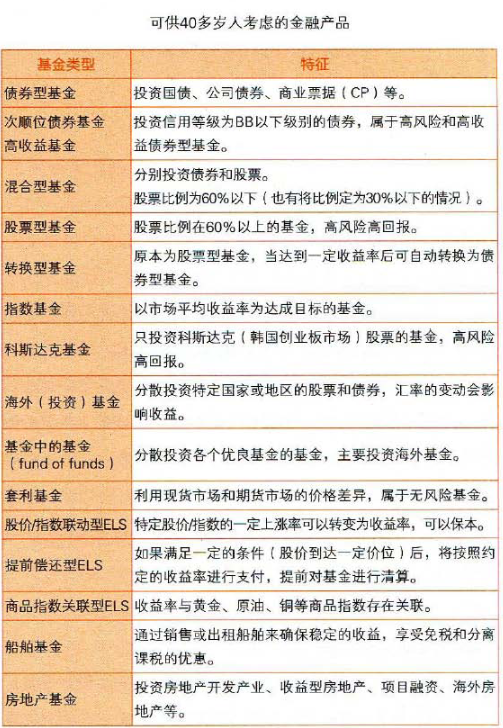 可供40多岁人考虑的金融产品
基金类型 特征
债券型基金 投资国债、公司债券、商业票据（CP）等。
次顺位债券基金 投资信用等级为BB以下级别的债券，属于高风险和高收
高收益基金 益债券型基金。
混合型基金 分别投资债券和股票。
股票比例为60%以下（也有将比例定为30%以下的情况）。
股票型基金 股票比例在60%以上的基金，高风险高回报。
转换型基金 原本为股票型基金，当达到一定收益率后可自动转换为债
券型基金。
指数基金 以市场平均收益率为达成目标的基金。
科斯达克基金 只投资科斯达克（韩国创业板市场）股票的基金，高风险
高回报。
海外（投资）基金 分散投资特定国家或地区的股票和债券，汇率的变动会影
响收益。
基金中的基金
（fund of funds） 分散投资各个优良基金的基金，主要投资海外基金。
套利基金 利用现货市场和期货市场的价格差异，属于无风险基金。
股价/指数联动型ELS 特定股价/指数的一定上涨率可以转变为收益率，可以保本。
提前偿还型ELS 如果满足一定的条件（股价到达一定价位）后，将按照约
定的收益率进行支付，提前对基金进行清算。
商品指数关联型ELS 收益率与黄金、原油、铜等商品指数存在关联。
船舶基金 通过销售或出租船舶来确保稳定的收益，享受免税和分离
课税的优惠。
房地产基金 投资房地产开发产业、收益型房地产、项目融资、海外房
地产等。